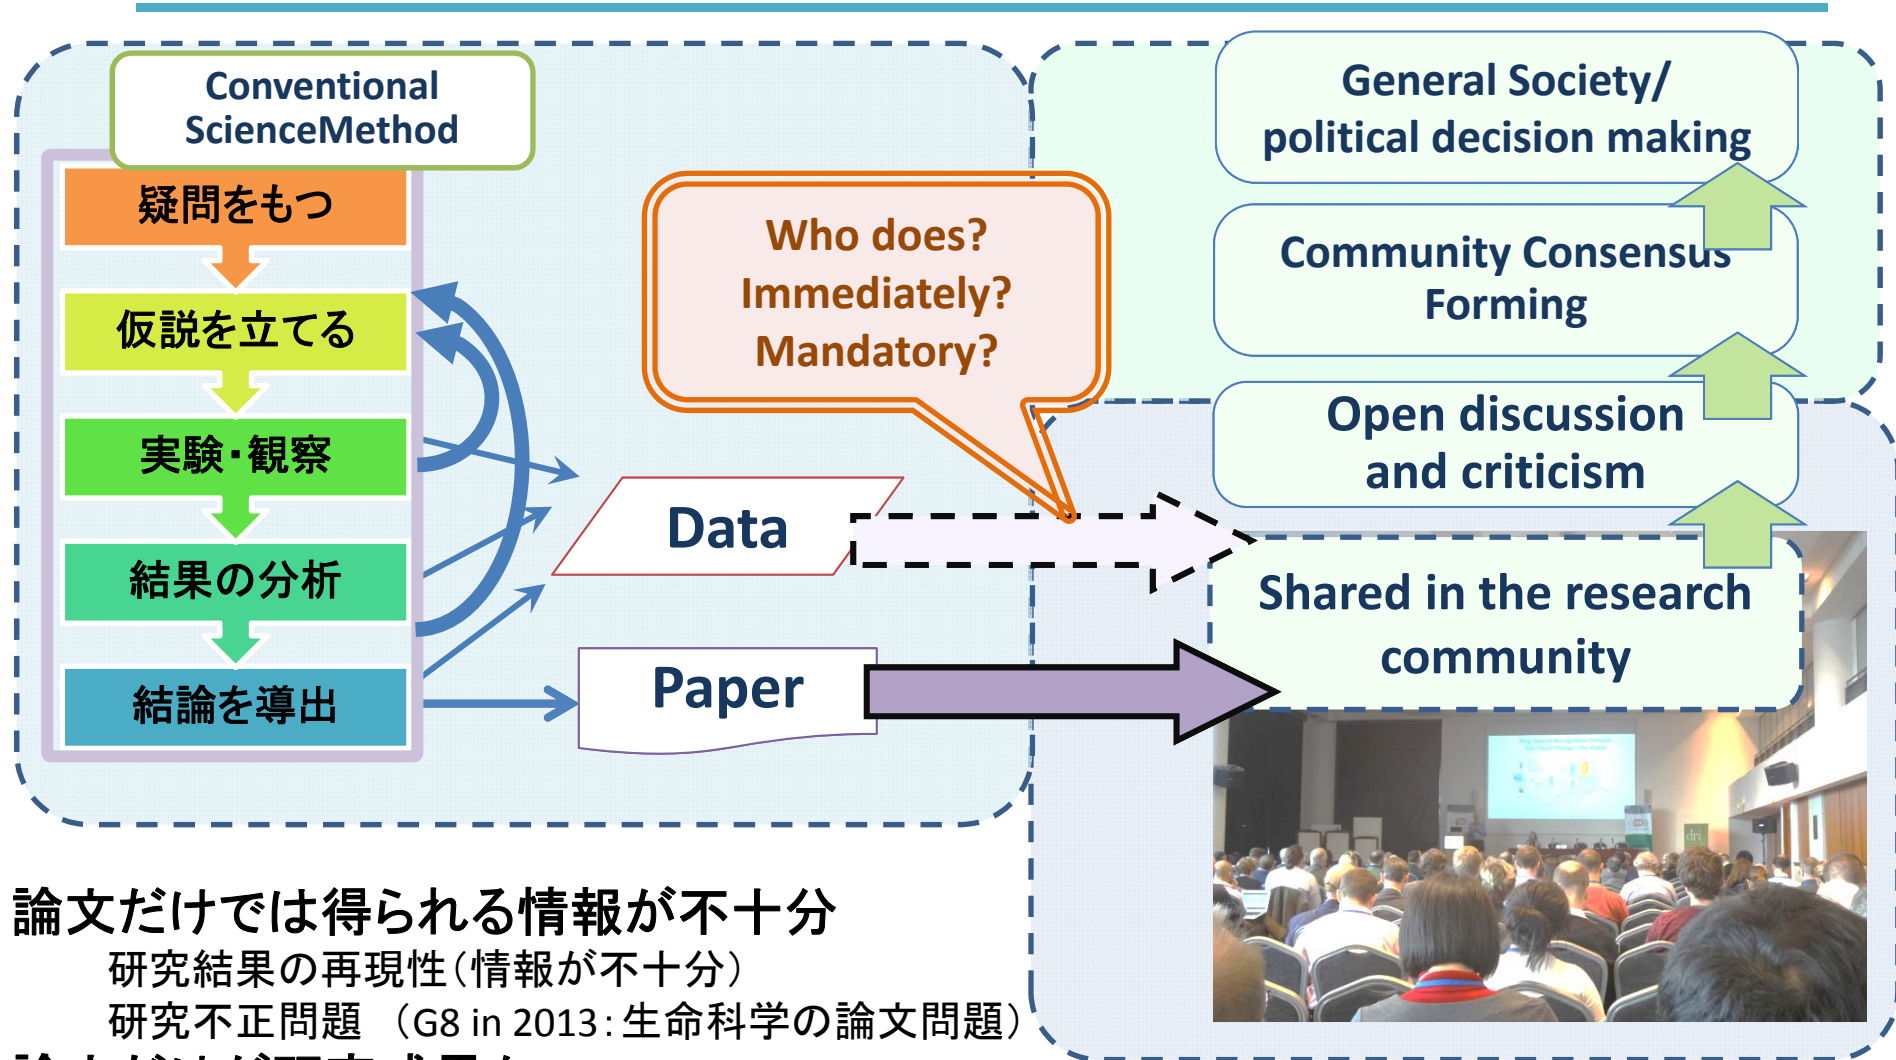 Conventional
ScienceMethod
疑問をもつ
仮説を立てる
実験・観察
結果の分析
結論を導出
Who does?
Immediately?
Mandatory?
Data
Paper
General Society/
political decision making
Community Consensus
Forming
Open discussion
and criticism
Shared in the research
community
dri
論文だけでは得られる情報が不十分
研究結果の再現性（情報が不十分）
研究不正問題 （G8 in 2013：生命科学の論文問題）